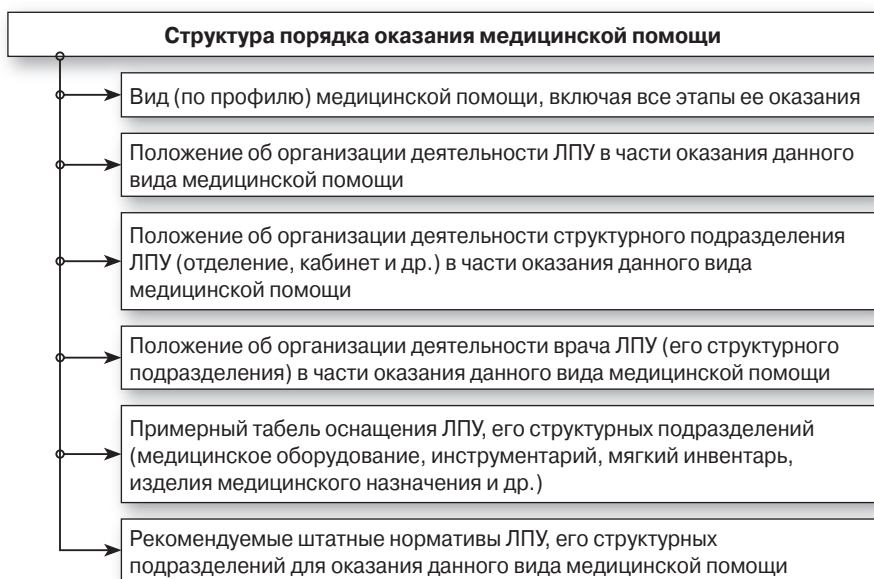 Структура порядка оказания медицинской помощи
Вид (по профилю) медицинской помощи, включая все этапы ее оказания
Положение об организации деятельности ЛПУ в части оказания данного
вида медицинской помощи
Положение об организации деятельности структурного подразделения
ЛПУ (отделение, кабинет и др.) в части оказания данного вида
медицинской помощи
Положение об организации деятельности врача ЛПУ (его структурного
подразделения) в части оказания данного вида медицинской помощи
Примерный табель оснащения ЛПУ, его структурных подразделений
(медицинское оборудование, инструментарий, мягкий инвентарь,
изделия медицинского назначения и др.)
Рекомендуемые штатные нормативы ЛПУ, его структурных
подразделений для оказания данного вида медицинской помощи